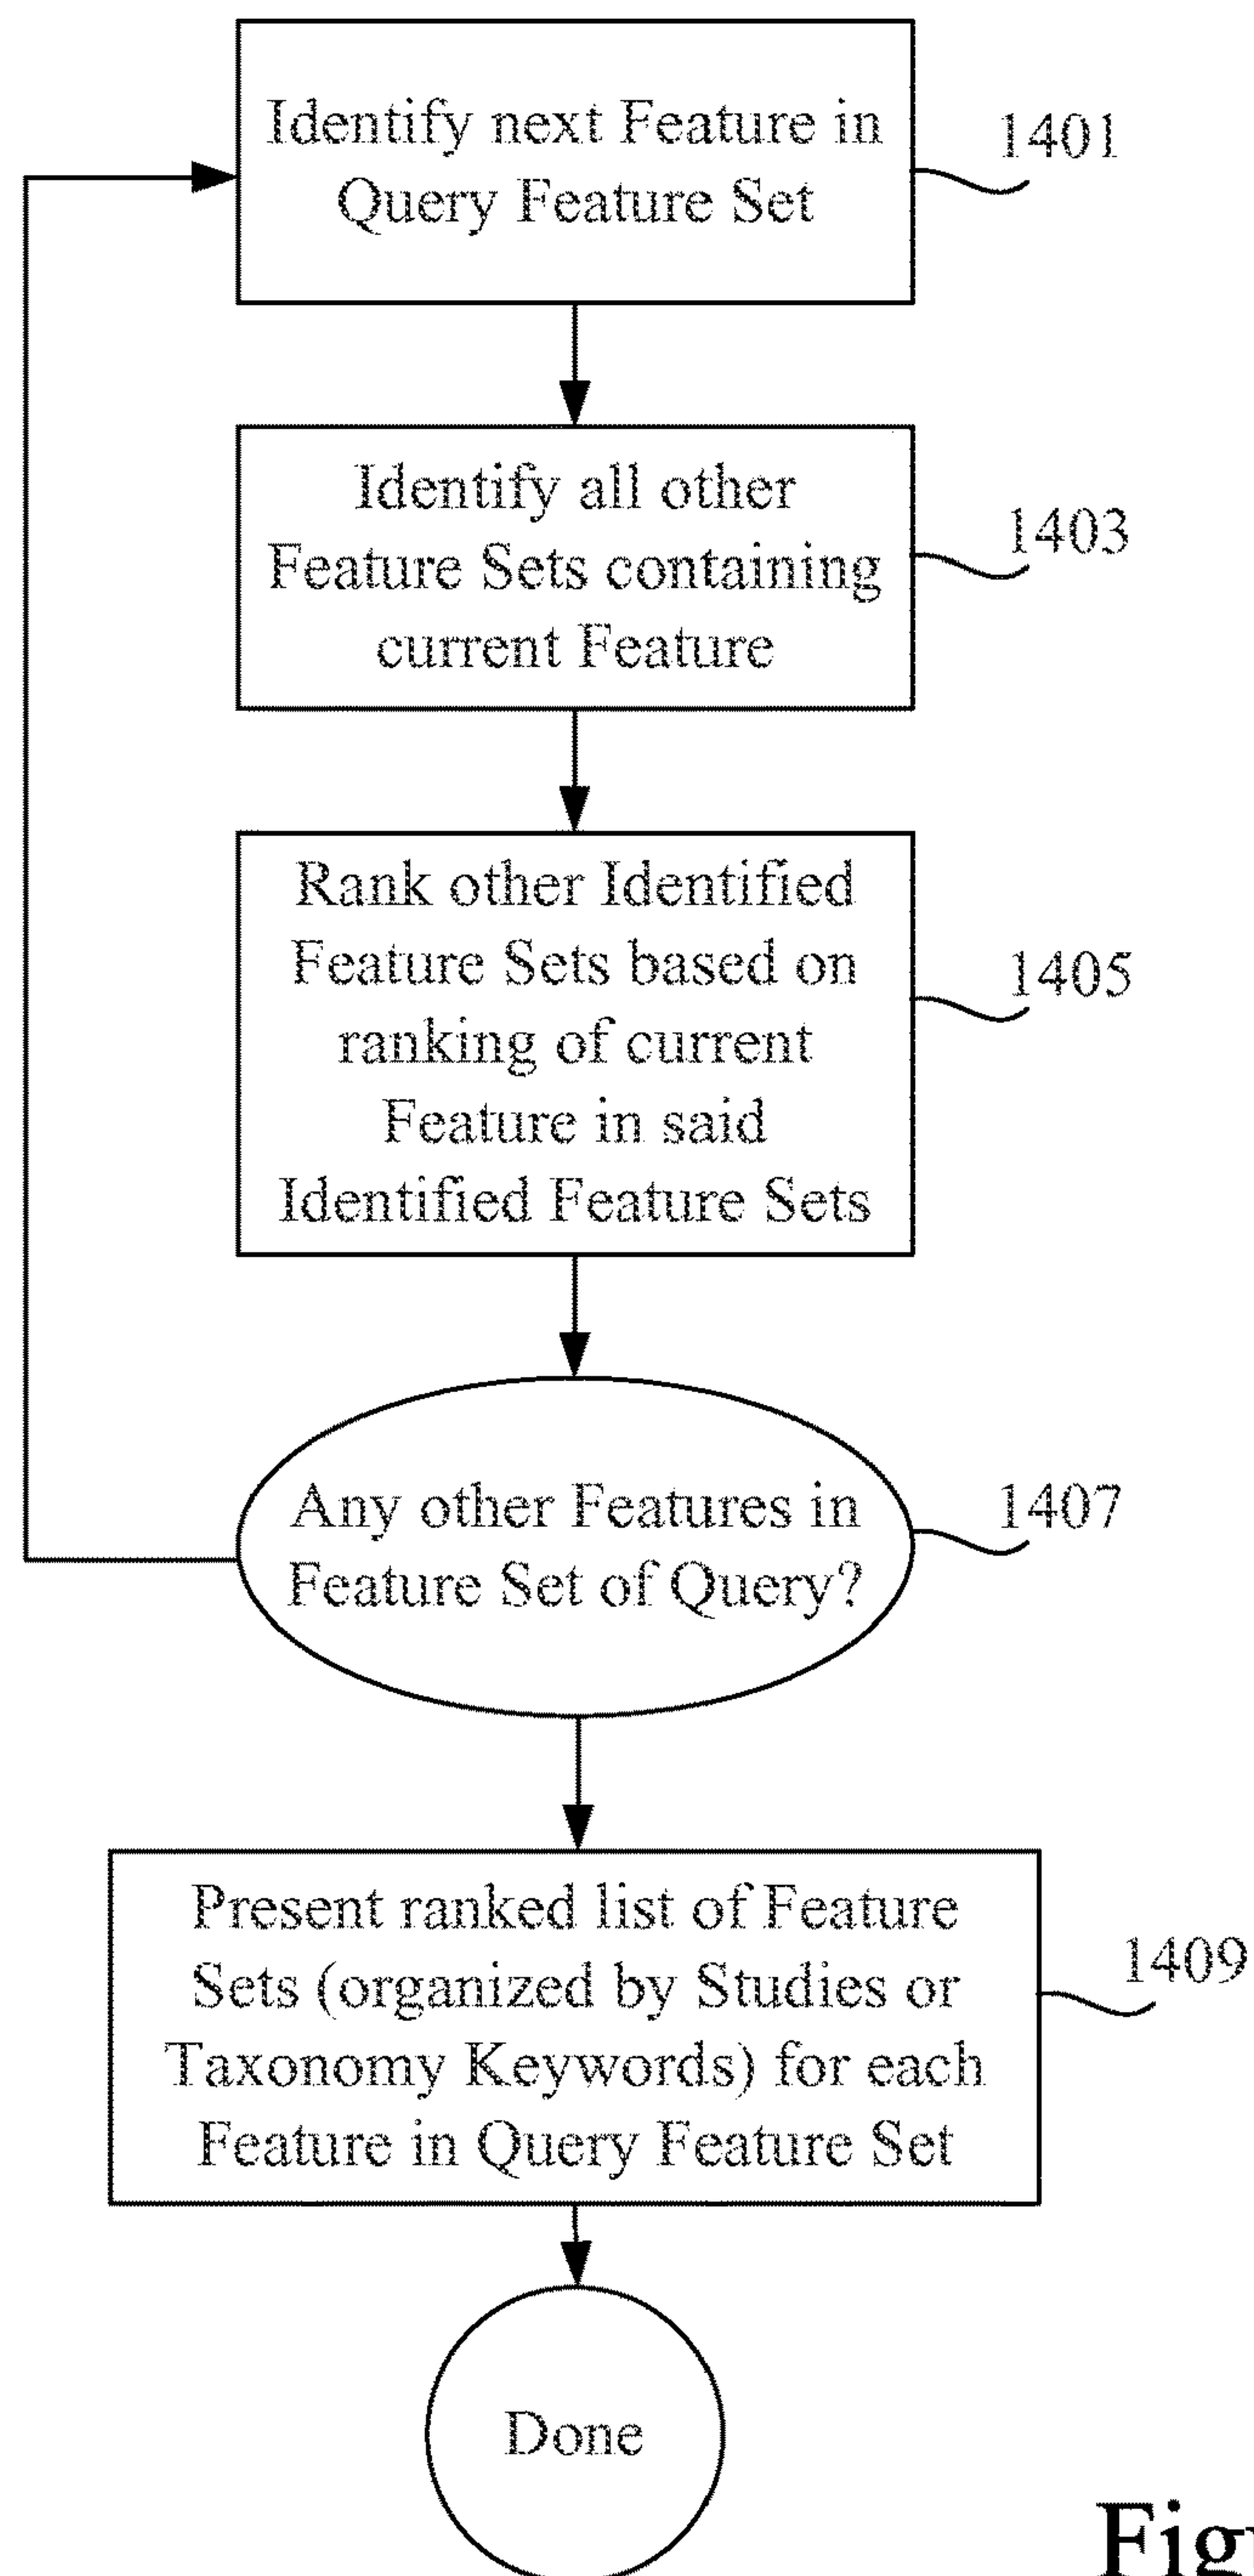 Identify next Feature in
Query Feature Set
1401
Identify all other
Feature Sets containing
current Feature
1403
Rank other Identified
Feature Sets based on
ranking of current
Feature in said
Identified Feature Sets
1405
Any other Features in
Feature Set of Query?
1407
Present ranked list of Feature
Sets (organized by Studies or
Taxonomy Keywords) for each
Feature in Query Feature Set
1409
Done